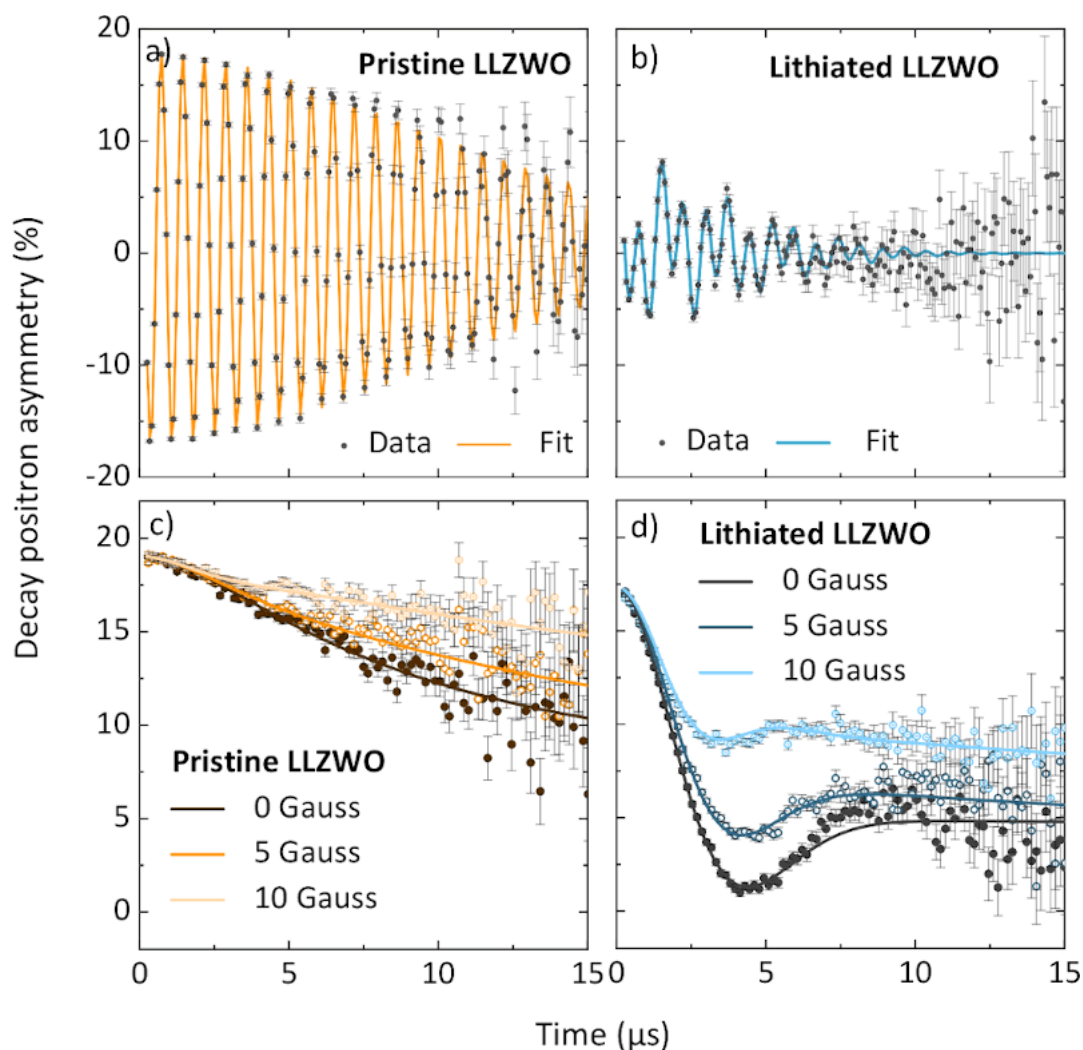 Decay positron asymmetry (%)
20
10
0
-10
-20
a)
Pristine LLZWO
Data
Fit
b)
Lithiated LLZWO
Data
Fit
20
15
10
5
0
c)
Pristine LLZWO
0 Gauss
5 Gauss
10 Gauss
d)
Lithiated LLZWO
0 Gauss
5 Gauss
10 Gauss
0
5
10
15
0
5
10
15
Time (μs)